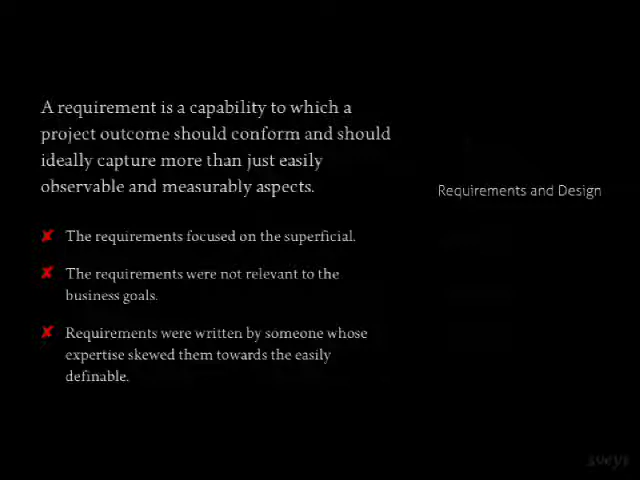 A requirement is a capability to which a
project outcome should conform and should
ideally capture more than just easily
observable and measurably aspects.
Requirements and Design
✘ The requirements focused on the superficial.
✘ The requirements were not relevant to the
business goals.
✘ Requirements were written by someone whose
expertise skewed them towards the easily
definable.